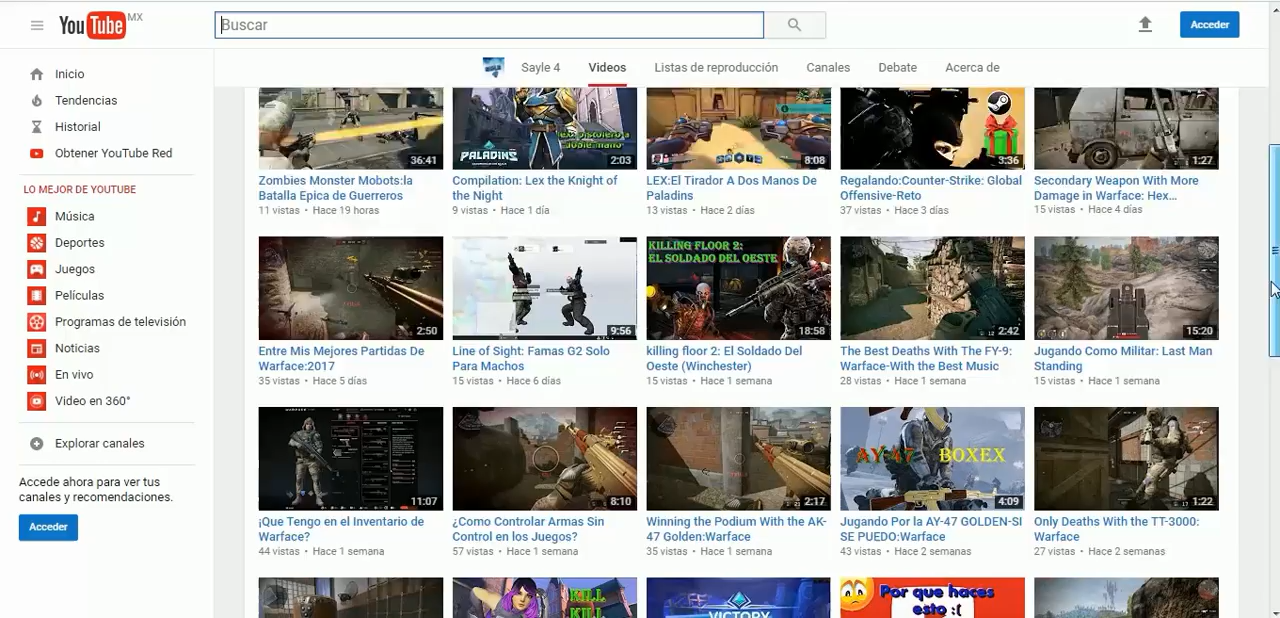 YouTube MX
Buscar
Acceder
Inicio
Tendencias
Historial
Obtener YouTube Red
LO MEJOR DE YOUTUBE
Música
Deportes
Juegos
Películas
Programas de televisión
Noticias
En vivo
Video en 360°
Explorar canales
Accede ahora para ver tus
canales y recomendaciones.
Acceder
Sayle 4 Videos Listas de reproducción Canales Debate Acerca de
36:41
Zombies Monster Mobots:la
Batalla Epica de Guerreros
11 vistas • Hace 19 horas
PALADINS
2:03
Compilation: Lex the Knight of
the Night
9 vistas • Hace 1 día
8:08
LEX:El Tirador A Dos Manos De
Paladins
13 vistas • Hace 2 días
3:36
Regalando:Counter-Strike: Global
Offensive-Reto
37 vistas • Hace 3 días
1:27
Secondary Weapon With More
Damage in Warface: Hex...
15 vistas • Hace 4 días
2:50
Entre Mis Mejores Partidas De
Warface:2017
35 vistas • Hace 5 días
9:56
Line of Sight: Famas G2 Solo
Para Machos
15 vistas • Hace 6 días
KILLING FLOOR 2:
EL SOLDADO DEL OESTE
18:58
killing floor 2: El Soldado Del
Oeste (Winchester)
15 vistas • Hace 1 semana
2:42
The Best Deaths With The FY-9:
Warface-With the Best Music
28 vistas • Hace 1 semana
15:20
Jugando Como Militar: Last Man
Standing
15 vistas • Hace 1 semana
11:07
¡Que Tengo en el Inventario de
Warface?
44 vistas • Hace 1 semana
8:10
¿Como Controlar Armas Sin
Control en los Juegos?
57 vistas • Hace 1 semana
2:17
Winning the Podium With the AK-
47 Golden:Warface
35 vistas • Hace 1 semana
AY-47 BOXEX
4:09
Jugando Por la AY-47 GOLDEN-SI
SE PUEDO:Warface
43 vistas • Hace 2 semanas
1:22
Only Deaths With the TT-3000:
Warface
27 vistas • Hace 2 semanas
KILL
KILL
VICTORY
Por que haces
esto :(